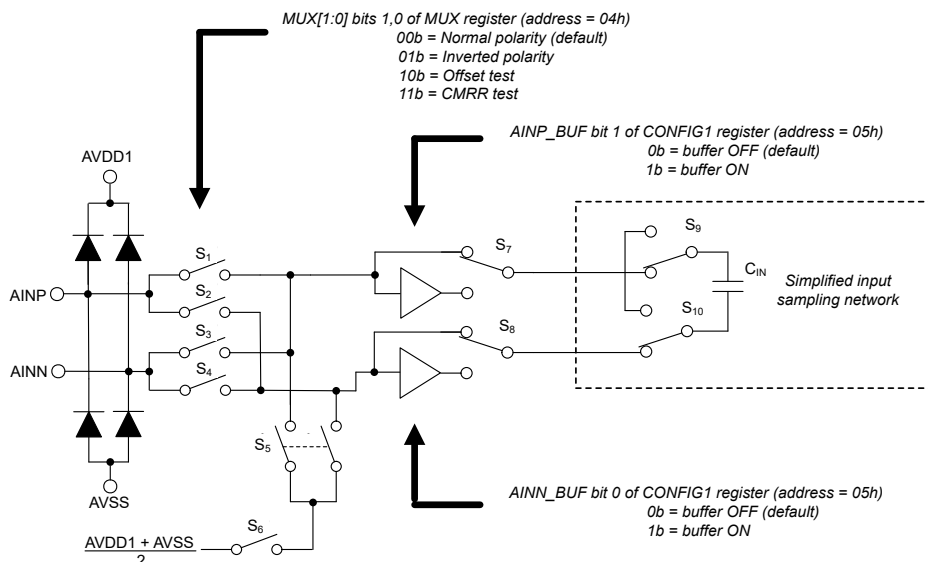 MUX[1:0] bits 1,0 of MUX register (address = 04h)
00b = Normal polarity (default)
01b = Inverted polarity
10b = Offset test
11b = CMRR test
AINP_BUF bit 1 of CONFIG1 register (address = 05h)
0b = buffer OFF (default)
1b = buffer ON
AVDD1
S1
S7
S9
CIN
Simplified input
sampling network
AINP
S2
S10
S3
S8
AINN
S4
S5
AVSS
AINN_BUF bit 0 of CONFIG1 register (address = 05h)
0b = buffer OFF (default)
1b = buffer ON
S6
AVDD1 + AVSS
2